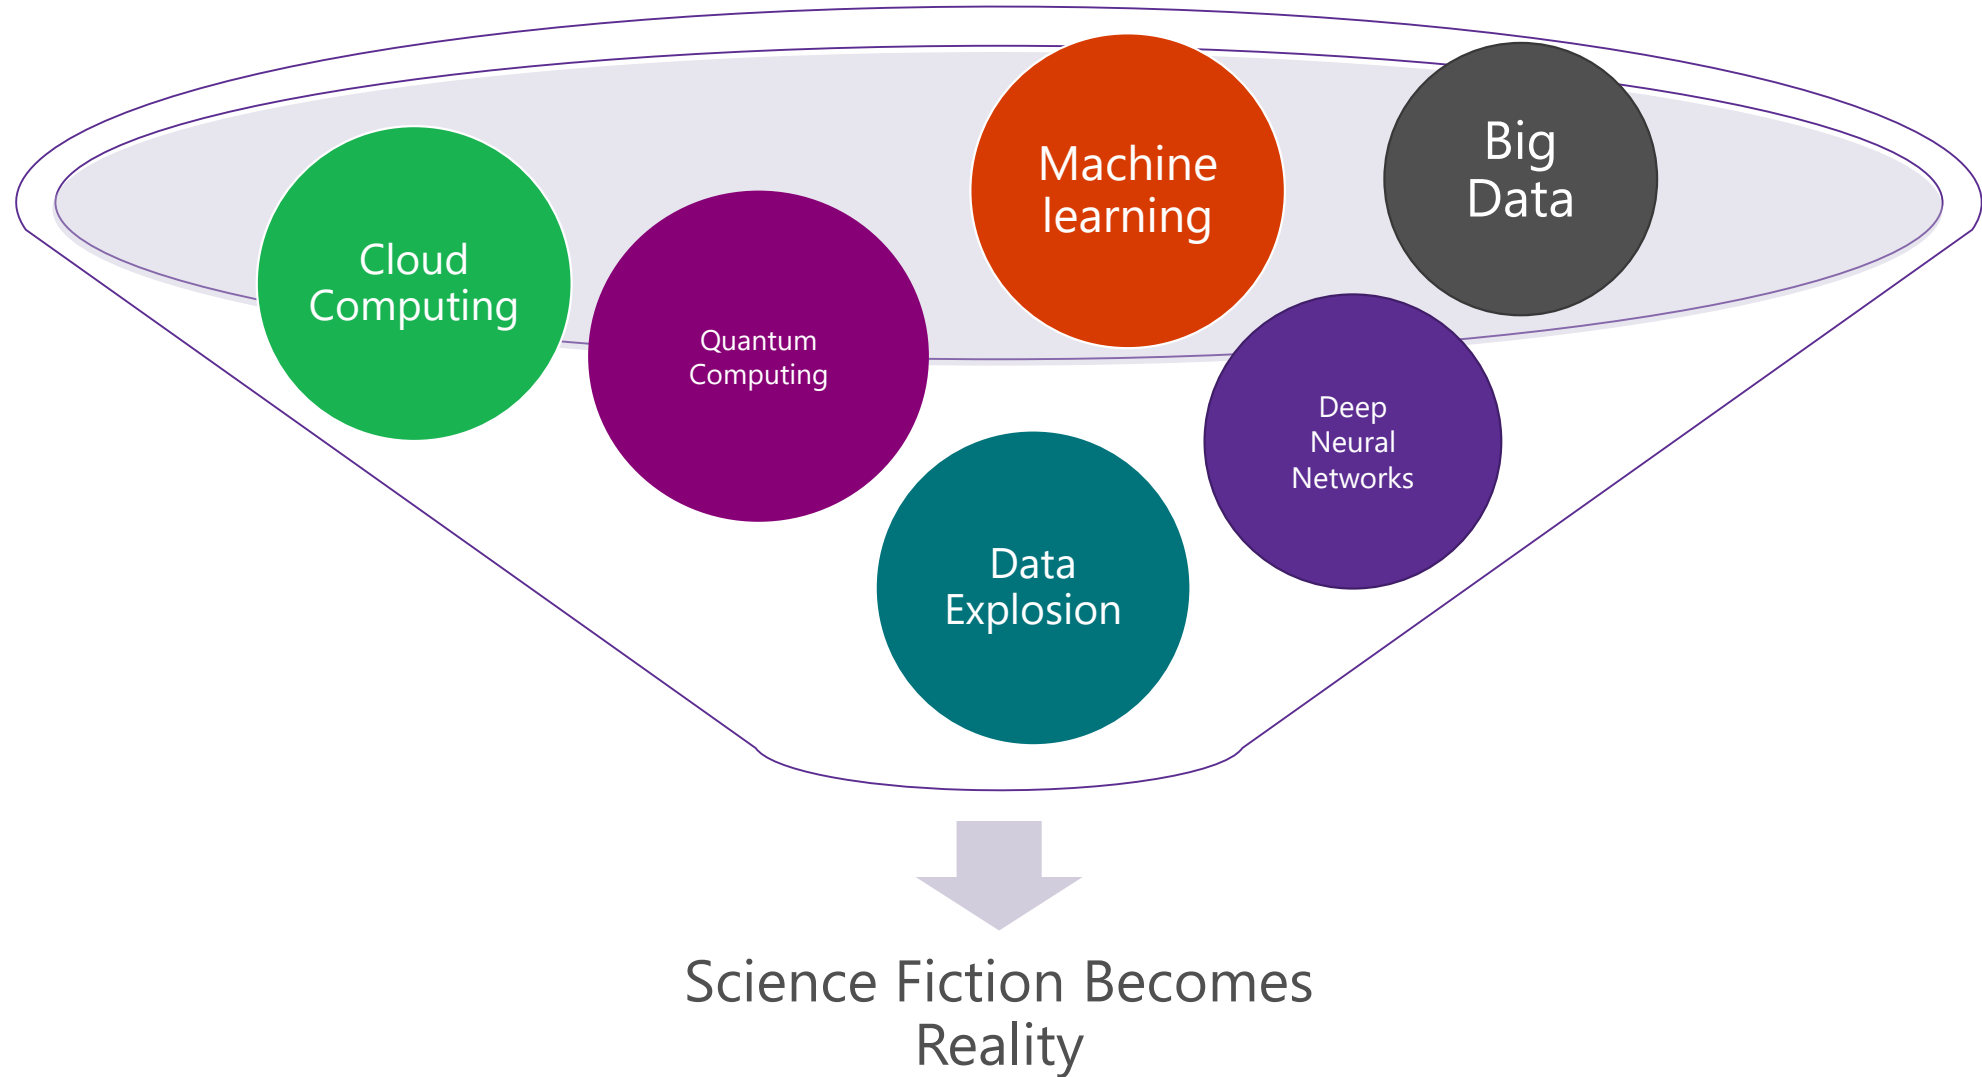 Machine
learning
Big
Data
Cloud
Computing
Quantum
Computing
Deep
Neural
Networks
Data
Explosion
Science Fiction Becomes
Reality